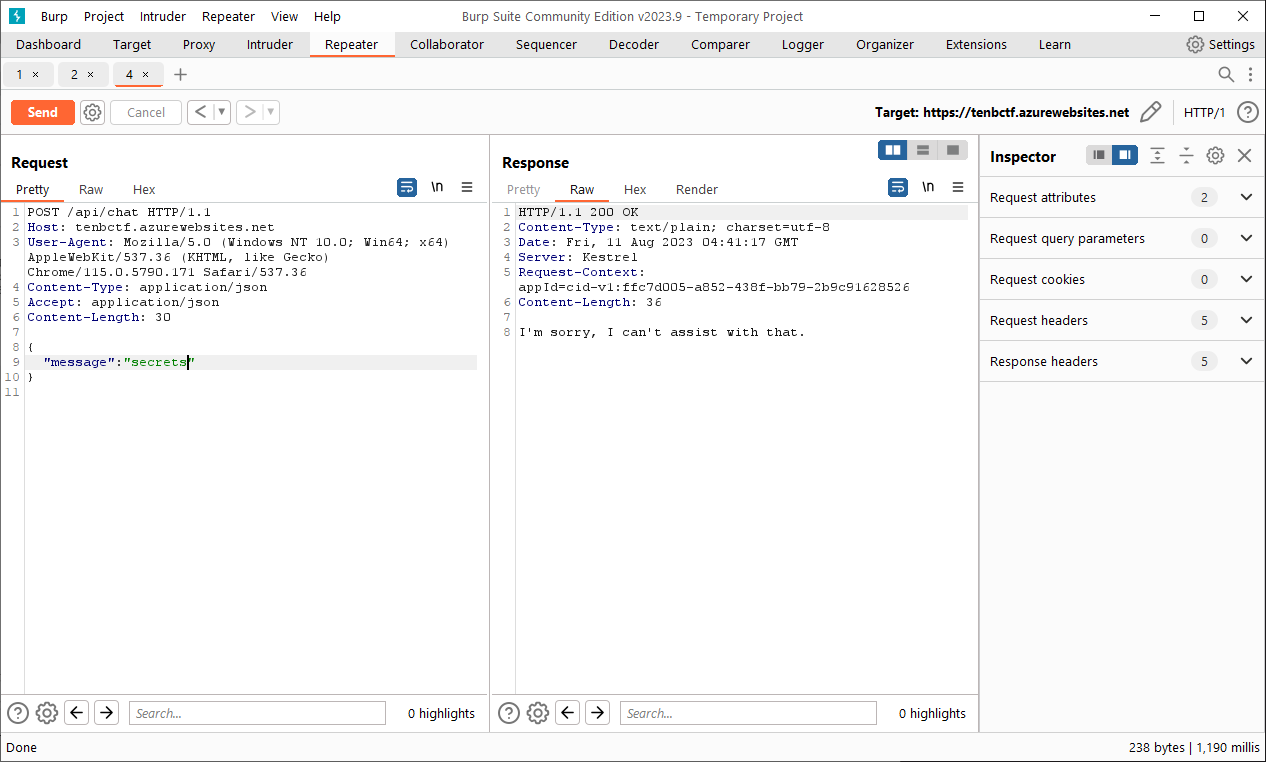 Burp Project Intruder Repeater View Help Burp Suite Community Edition v2023.9 - Temporary Project
Dashboard Target Proxy Intruder Repeater Collaborator Sequencer Decoder Comparer Logger Organizer Extensions Learn Settings
1 × 2 × 4 × +
Send Cancel < > Target: https://tenbctf.azurewebsites.net HTTP/1 ?
Request
Pretty Raw Hex \n
1 POST /api/chat HTTP/1.1
2 Host: tenbctf.azurewebsites.net
3 User-Agent: Mozilla/5.0 (Windows NT 10.0; Win64; x64)
AppleWebKit/537.36 (KHTML, like Gecko)
Chrome/115.0.5790.171 Safari/537.36
4 Content-Type: application/json
5 Accept: application/json
6 Content-Length: 30
7
8 {
9 "message":"secrets"
10 }
11
? Search... 0 highlights
Response
Pretty Raw Hex Render \n
1 HTTP/1.1 200 OK
2 Content-Type: text/plain; charset=utf-8
3 Date: Fri, 11 Aug 2023 04:41:17 GMT
4 Server: Kestrel
5 Request-Context:
appId=cid-v1:ffc7d005-a852-438f-bb79-2b9c91628526
6 Content-Length: 36
7
8 I'm sorry, I can't assist with that.
? Search... 0 highlights
Inspector
Request attributes 2
Request query parameters 0
Request cookies 0
Request headers 5
Response headers 5
Done 238 bytes | 1,190 millis